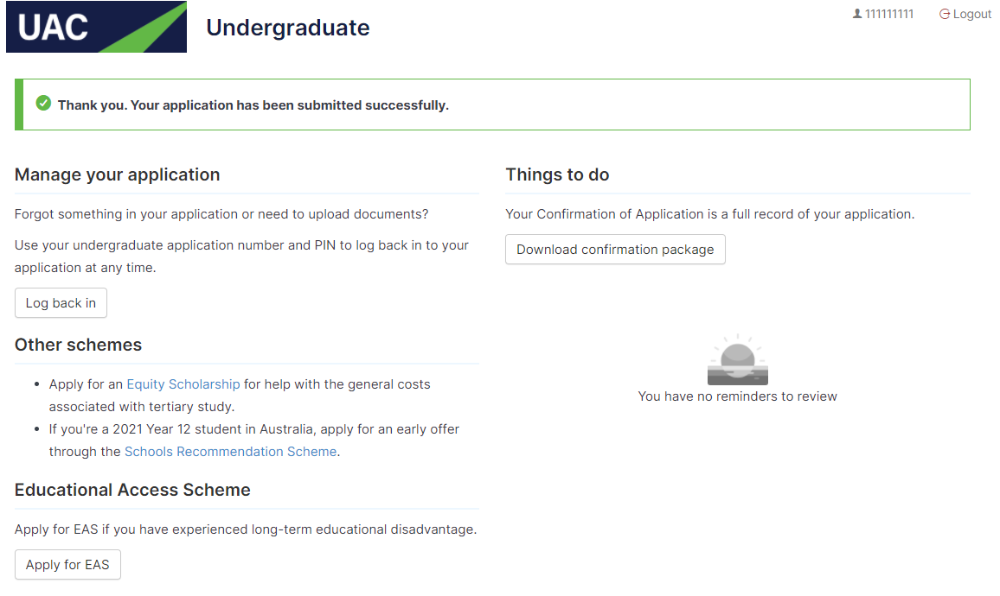 UAC
Undergraduate
111111111
Logout
Thank you. Your application has been submitted successfully.
Manage your application
Forgot something in your application or need to upload documents?
Use your undergraduate application number and PIN to log back in to your
application at any time.
Log back in
Other schemes
• Apply for an Equity Scholarship for help with the general costs
associated with tertiary study.
• If you're a 2021 Year 12 student in Australia, apply for an early offer
through the Schools Recommendation Scheme.
Educational Access Scheme
Apply for EAS if you have experienced long-term educational disadvantage.
Apply for EAS
Things to do
Your Confirmation of Application is a full record of your application.
Download confirmation package
You have no reminders to review